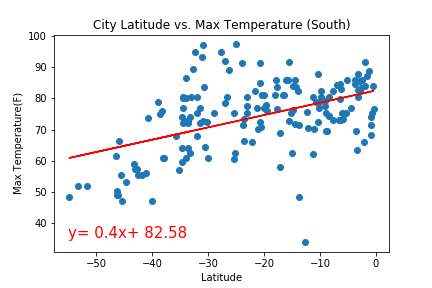 City Latitude vs. Max Temperature (South)
100
90
80
70
60
50
40
Max Temperature(F)
y= 0.4x+ 82.58
−50 −40 −30 −20 −10 0
Latitude